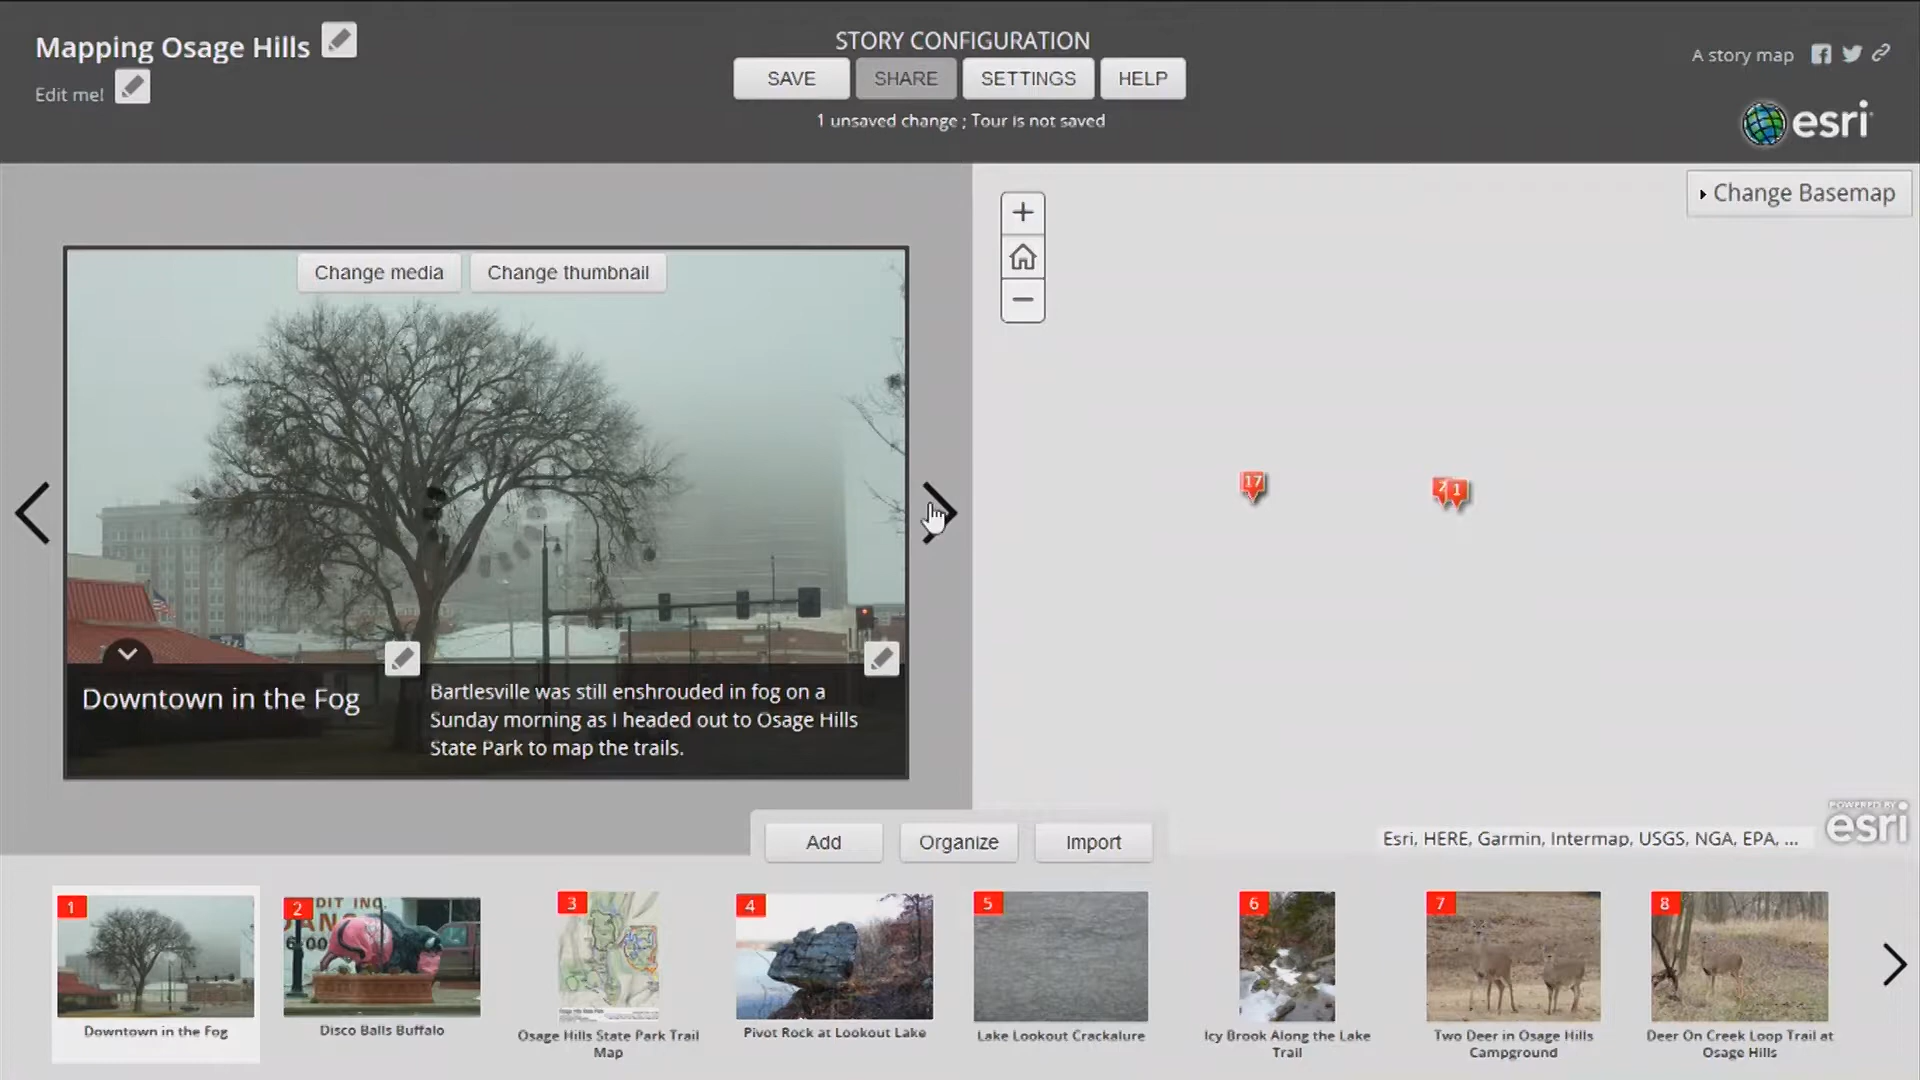 Mapping Osage Hills
Edit me!
STORY CONFIGURATION
SAVE
SHARE
SETTINGS
HELP
1 unsaved change ; Tour is not saved
A story map
esri
Change Basemap
Change media
Change thumbnail
17
1
Downtown in the Fog
Bartlesville was still enshrouded in fog on a
Sunday morning as I headed out to Osage Hills
State Park to map the trails.
Add
Organize
Import
Esri, HERE, Garmin, Intermap, USGS, NGA, EPA, ...
POWERED BY
esri
1
Downtown in the Fog
2
DIT INC.
Disco Balls Buffalo
3
Osage Hills State Park Trail
Map
4
Pivot Rock at Lookout Lake
5
Lake Lookout Crackalure
6
Icy Brook Along the Lake
Trail
7
Two Deer in Osage Hills
Campground
8
Deer On Creek Loop Trail at
Osage Hills